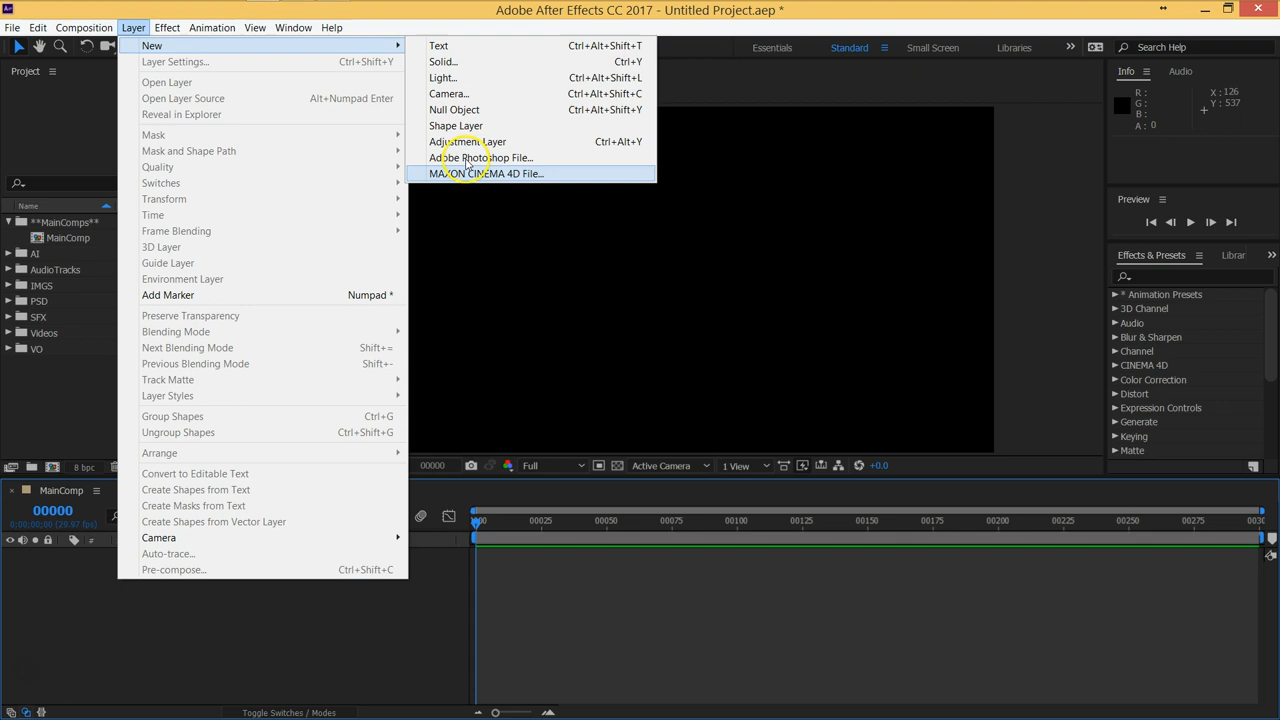 Adobe After Effects CC 2017 - Untitled Project.aep *
File Edit Composition Layer Effect Animation View Window Help
New
Layer Settings... Ctrl+Shift+Y
Open Layer
Open Layer Source Alt+Numpad Enter
Reveal in Explorer
Mask
Mask and Shape Path
Quality
Switches
Transform
Time
Frame Blending
3D Layer
Guide Layer
Environment Layer
Add Marker Numpad *
Preserve Transparency
Blending Mode
Next Blending Mode Shift+=
Previous Blending Mode Shift+-
Track Matte
Layer Styles
Group Shapes Ctrl+G
Ungroup Shapes Ctrl+Shift+G
Arrange
Convert to Editable Text
Create Shapes from Text
Create Masks from Text
Create Shapes from Vector Layer
Camera
Auto-trace...
Pre-compose... Ctrl+Shift+C
Text Ctrl+Alt+Shift+T
Solid... Ctrl+Y
Light... Ctrl+Alt+Shift+L
Camera... Ctrl+Alt+Shift+C
Null Object Ctrl+Alt+Shift+Y
Shape Layer
Adjustment Layer Ctrl+Alt+Y
Adobe Photoshop File...
MAXON CINEMA 4D File...
Essentials Standard Small Screen Libraries Search Help
Project
Name
**MainComps**
MainComp
AI
AudioTracks
IMGS
PSD
SFX
Videos
VO
8 bpc
Info Audio
R : X : 126
G : Y : 537
B :
A : 0
Preview
Effects & Presets Librar
* Animation Presets
3D Channel
Audio
Blur & Sharpen
Channel
CINEMA 4D
Color Correction
Distort
Expression Controls
Generate
Keying
Matte
00000 Full Active Camera 1 View +0.0
MainComp
00000
0;00;00;00 (29.97 fps)
#
00025 00050 00075 00100 00125 00150 00175 00200 00225 00250 00275
Toggle Switches / Modes